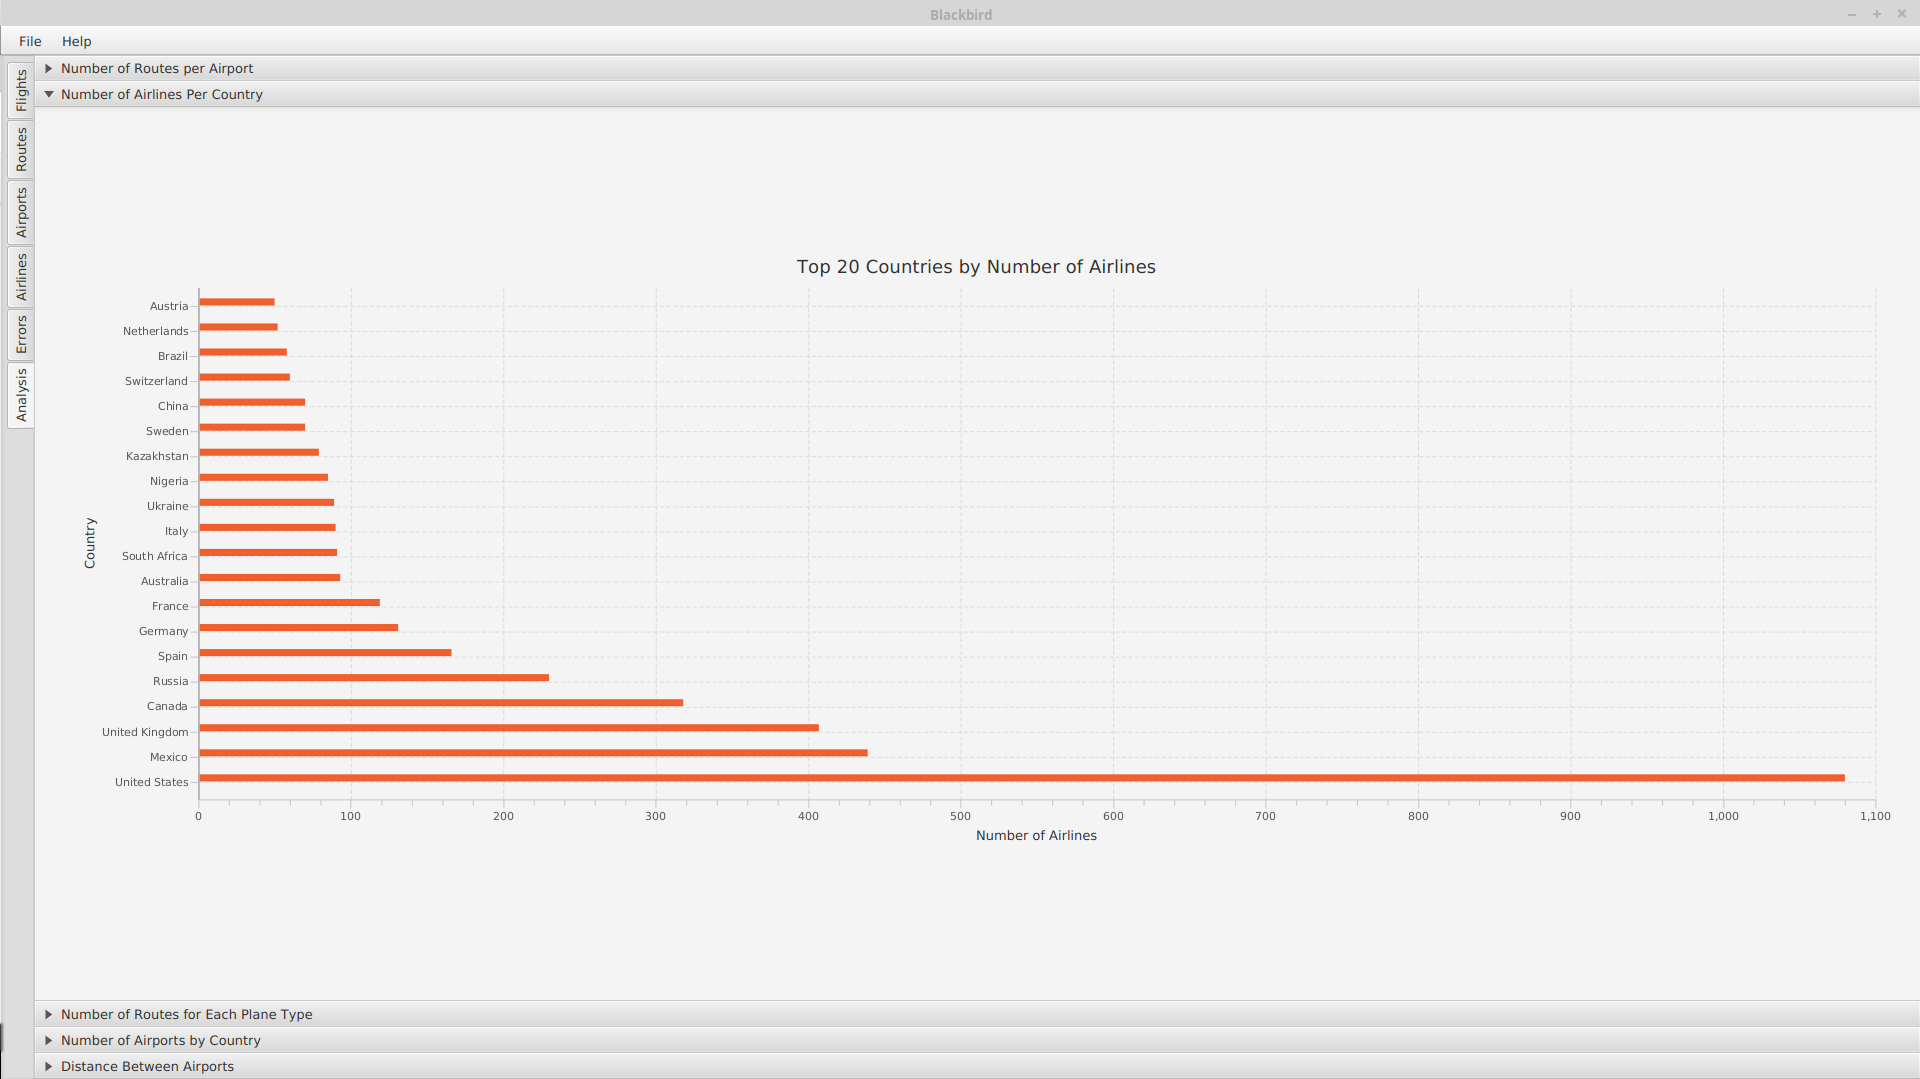 Blackbird
File Help
Flights
Routes
Airports
Airlines
Errors
Analysis
Number of Routes per Airport
Number of Airlines Per Country
Top 20 Countries by Number of Airlines
Country
Austria
Netherlands
Brazil
Switzerland
China
Sweden
Kazakhstan
Nigeria
Ukraine
Italy
South Africa
Australia
France
Germany
Spain
Russia
Canada
United Kingdom
Mexico
United States
0 100 200 300 400 500 600 700 800 900 1,000 1,100
Number of Airlines
Number of Routes for Each Plane Type
Number of Airports by Country
Distance Between Airports